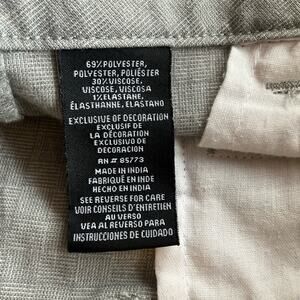 69% POLYESTER,
POLYESTER, POLIÉSTER
30% VISCOSE,
VISCOSE, VISCOSA
1% ELASTANE,
ÉLASTHANNE, ELASTANO
EXCLUSIVE OF DECORATION
EXCLUSIF DE
LA DÉCORATION
EXCLUSIVO DE
DECORACIÓN
RN # 85773
MADE IN INDIA
FABRIQUÉ EN INDE
HECHO EN INDIA
SEE REVERSE FOR CARE
VOIR CONSEILS D'ENTRETIEN
AU VERSO
VEA AL REVERSO PARA
INSTRUCCIONES DE CUIDADO